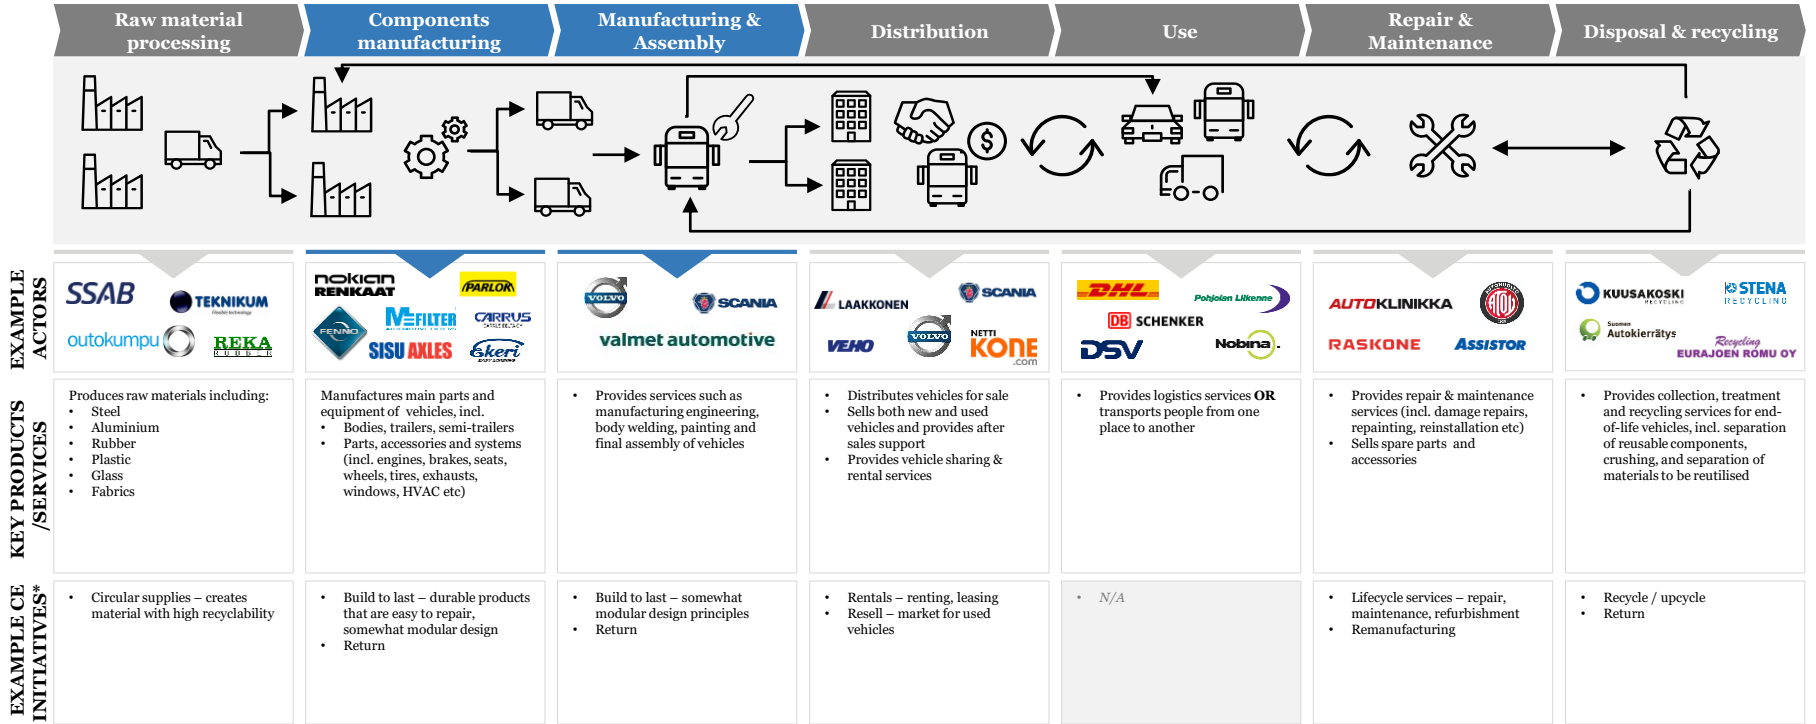 Raw material
processing
Components
manufacturing
Manufacturing &
Assembly
Distribution
Use
Repair &
Maintenance
Disposal & recycling
$
EXAMPLE
ACTORS
SSAB
TEKNIKUM
Flexible technology
outokumpu
REKA
RUBBER
nokian
RENKAAT
PARLOK
FENNO
MEFILTER
CARRUS
SISU AXLES
Ekeri
VOLVO
SCANIA
valmet automotive
LAAKKONEN
SCANIA
VEHO
VOLVO
NETTI
KONE
.com
DHL
Pohjolan Liikenne
DB SCHENKER
DSV
Nobina
AUTOKLINIKKA
RASKONE
ASSISTOR
KUUSAKOSKI
RECYCLING
STENA
RECYCLING
Suomen
Autokierrätys
Recycling
EURAJOEN ROMU OY
KEY PRODUCTS
/SERVICES
Produces raw materials including:
• Steel
• Aluminium
• Rubber
• Plastic
• Glass
• Fabrics
Manufactures main parts and
equipment of vehicles, incl.
• Bodies, trailers, semi-trailers
• Parts, accessories and systems
(incl. engines, brakes, seats,
wheels, tires, exhausts,
windows, HVAC etc)
• Provides services such as
manufacturing engineering,
body welding, painting and
final assembly of vehicles
• Distributes vehicles for sale
• Sells both new and used
vehicles and provides after
sales support
• Provides vehicle sharing &
rental services
• Provides logistics services OR
transports people from one
place to another
• Provides repair & maintenance
services (incl. damage repairs,
repainting, reinstallation etc)
• Sells spare parts and
accessories
• Provides collection, treatment
and recycling services for end-
of-life vehicles, incl. separation
of reusable components,
crushing, and separation of
materials to be reutilised
EXAMPLE CE
INITIATIVES*
• Circular supplies – creates
material with high recyclability
• Build to last – durable products
that are easy to repair,
somewhat modular design
• Return
• Build to last – somewhat
modular design principles
• Return
• Rentals – renting, leasing
• Resell – market for used
vehicles
• N/A
• Lifecycle services – repair,
maintenance, refurbishment
• Remanufacturing
• Recycle / upcycle
• Return